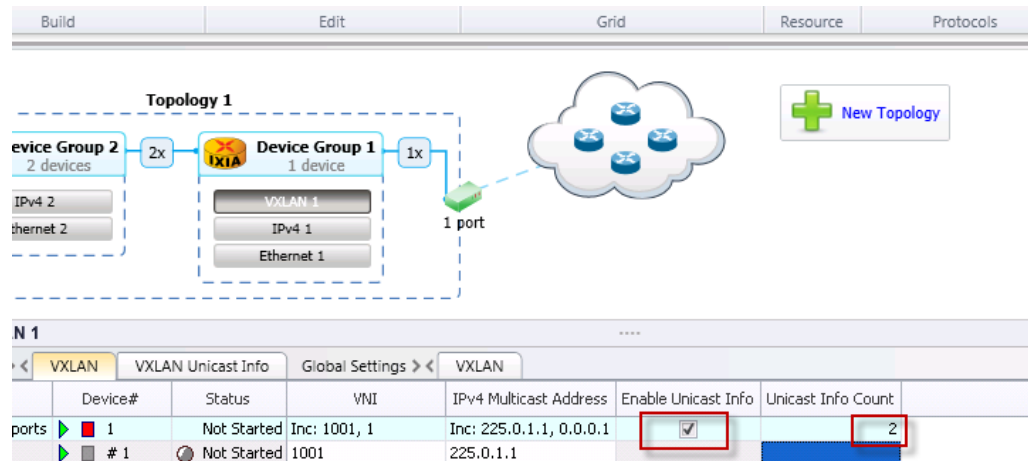 Build Edit Grid Resource Protocols
Topology 1
New Topology
evice Group 2 2x IXIA Device Group 1 1x
2 devices 1 device
IPv4 2 VXLAN 1
1 port
thernet 2 IPv4 1
Ethernet 1
.N 1
VXLAN VXLAN Unicast Info Global Settings VXLAN
Device# Status VNI IPv4 Multicast Address Enable Unicast Info Unicast Info Count
ports 1 Not Started Inc: 1001, 1 Inc: 225.0.1.1, 0.0.0.1 2
# 1 Not Started 1001 225.0.1.1